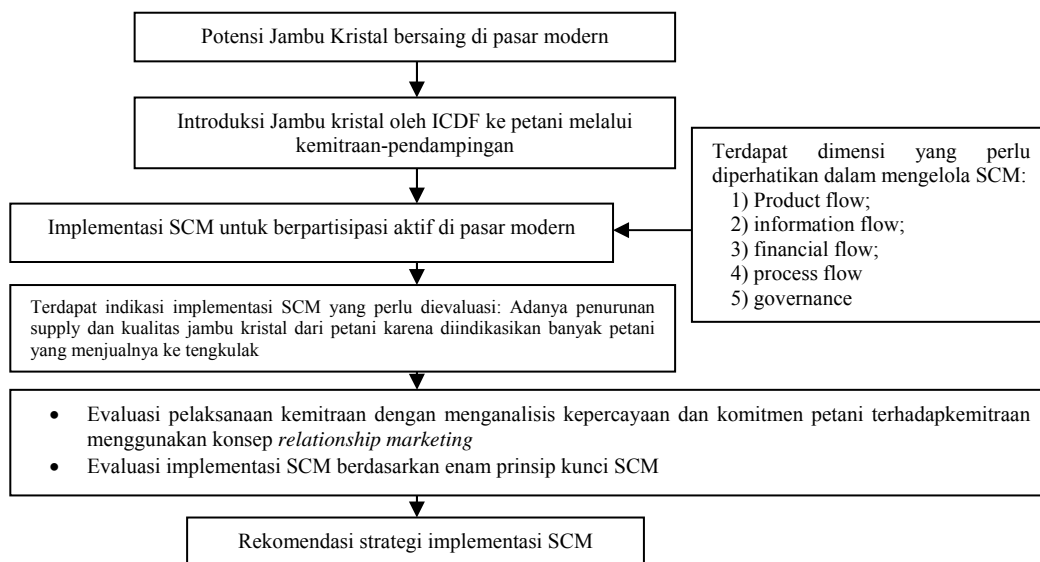 Potensi Jambu Kristal bersaing di pasar modern
Introduksi Jambu kristal oleh ICDF ke petani melalui
kemitraan-pendampingan
Terdapat dimensi yang perlu
diperhatikan dalam mengelola SCM:
1) Product flow;
2) information flow;
3) financial flow;
4) process flow
5) governance
Implementasi SCM untuk berpartisipasi aktif di pasar modern
Terdapat indikasi implementasi SCM yang perlu dievaluasi: Adanya penurunan
supply dan kualitas jambu kristal dari petani karena diindikasikan banyak petani
yang menjualnya ke tengkulak
• Evaluasi pelaksanaan kemitraan dengan menganalisis kepercayaan dan komitmen petani terhadapkemitraan
menggunakan konsep relationship marketing
• Evaluasi implementasi SCM berdasarkan enam prinsip kunci SCM
Rekomendasi strategi implementasi SCM